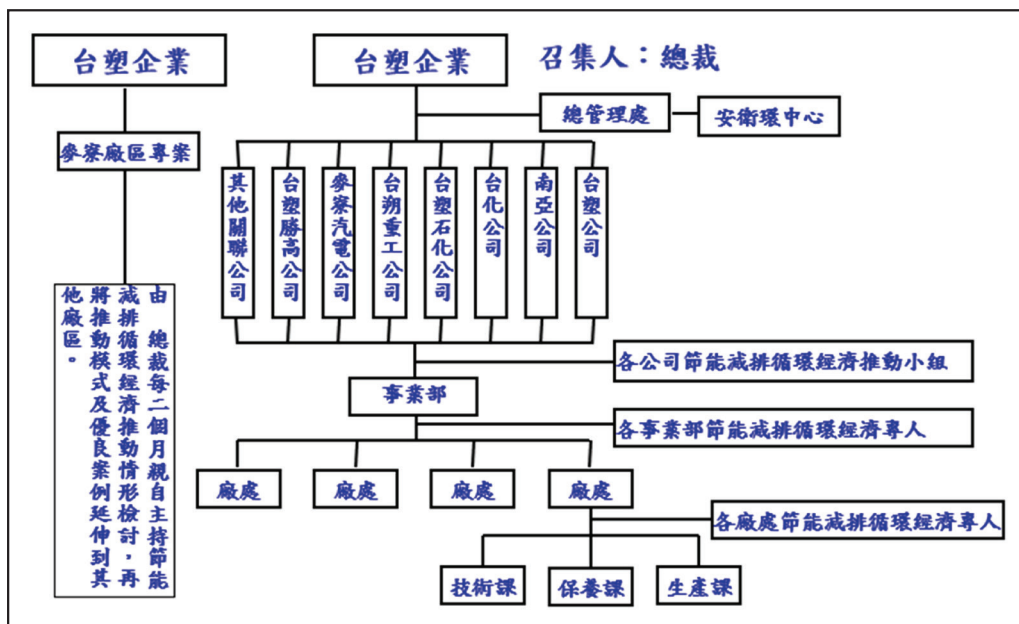 台塑企業
麥寮廠區專案
由　總裁每二個月親自主持節能
減排循環經濟推動情形檢討，再
將推動模式及優良案例延伸到其
他廠區。
台塑企業
召集人：總裁
總管理處
安衛環中心
其他關聯公司
台塑勝高公司
麥寮汽電公司
台朔重工公司
台塑石化公司
台化公司
南亞公司
台塑公司
各公司節能減排循環經濟推動小組
事業部
各事業部節能減排循環經濟專人
廠處
廠處
廠處
廠處
各廠處節能減排循環經濟專人
技術課
保養課
生產課